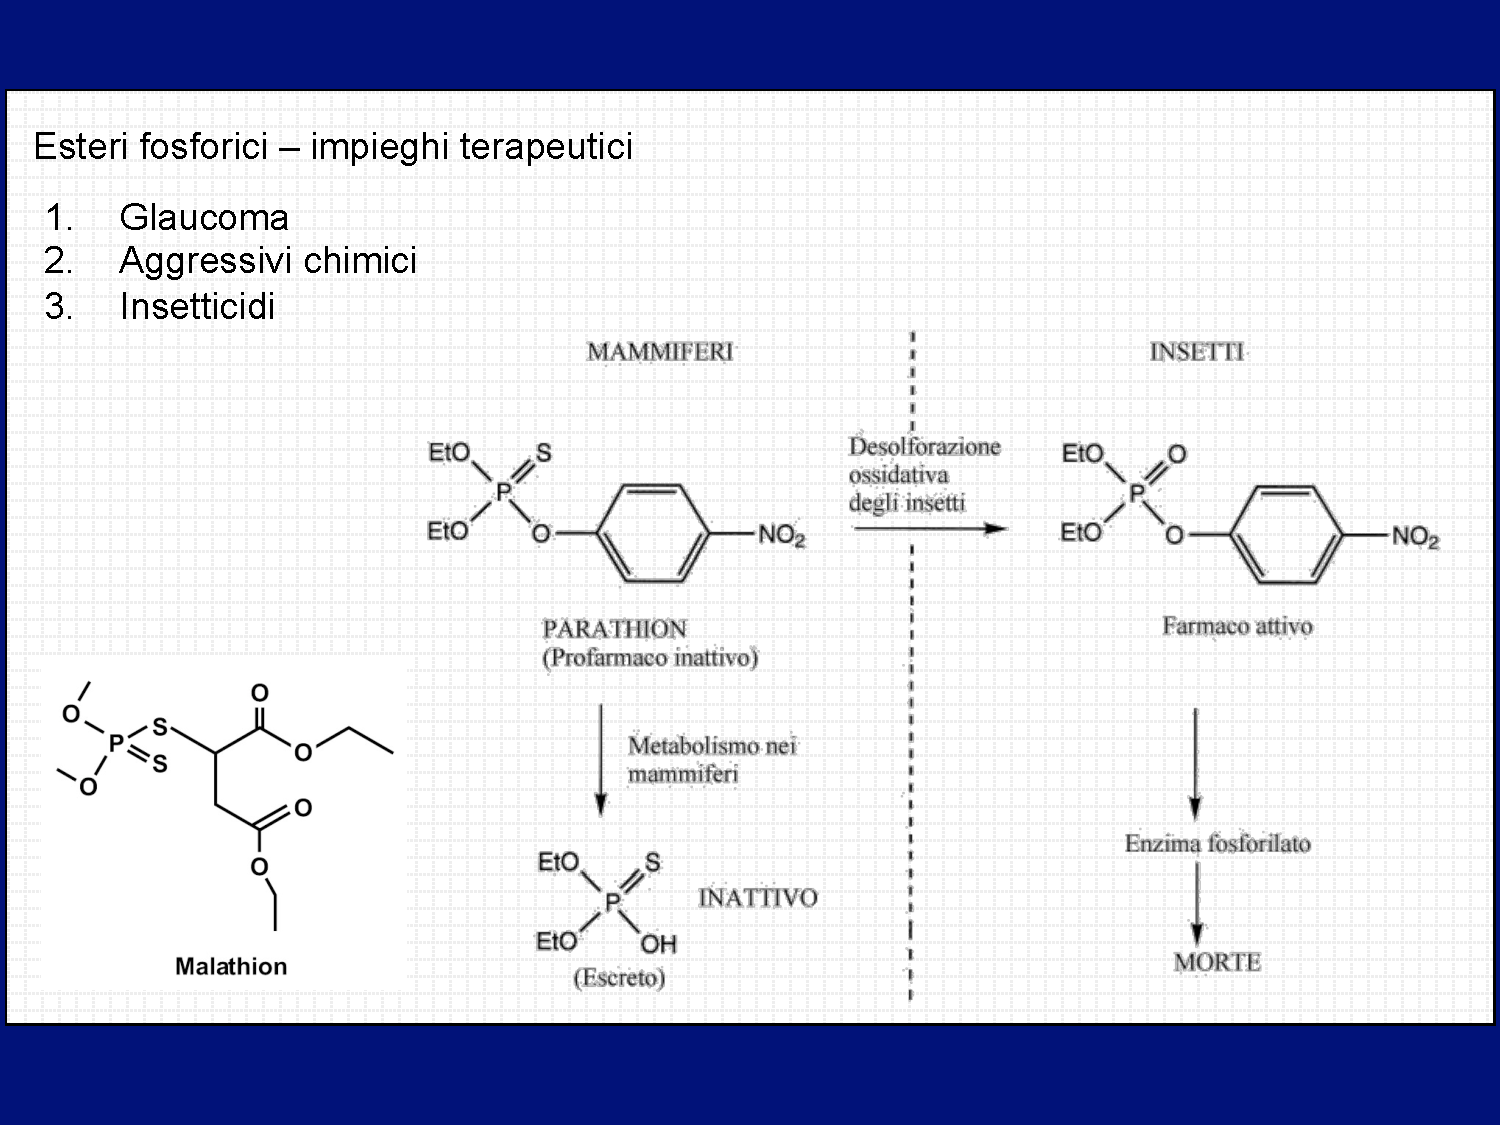 Esteri fosforici – impieghi terapeutici
1. Glaucoma
2. Aggressivi chimici
3. Insetticidi
MAMMIFERI
INSETTI
EtO
S
P
EtO
O
NO2
Desolforazione
ossidativa
degli insetti
EtO
O
P
EtO
O
NO2
PARATHION
(Profarmaco inattivo)
Farmaco attivo
Metabolismo nei
mammiferi
EtO
S
P
EtO
OH
INATTIVO
(Escreto)
Enzima fosforilato
MORTE
O
O
S
P
S
O
O
O
O
Malathion